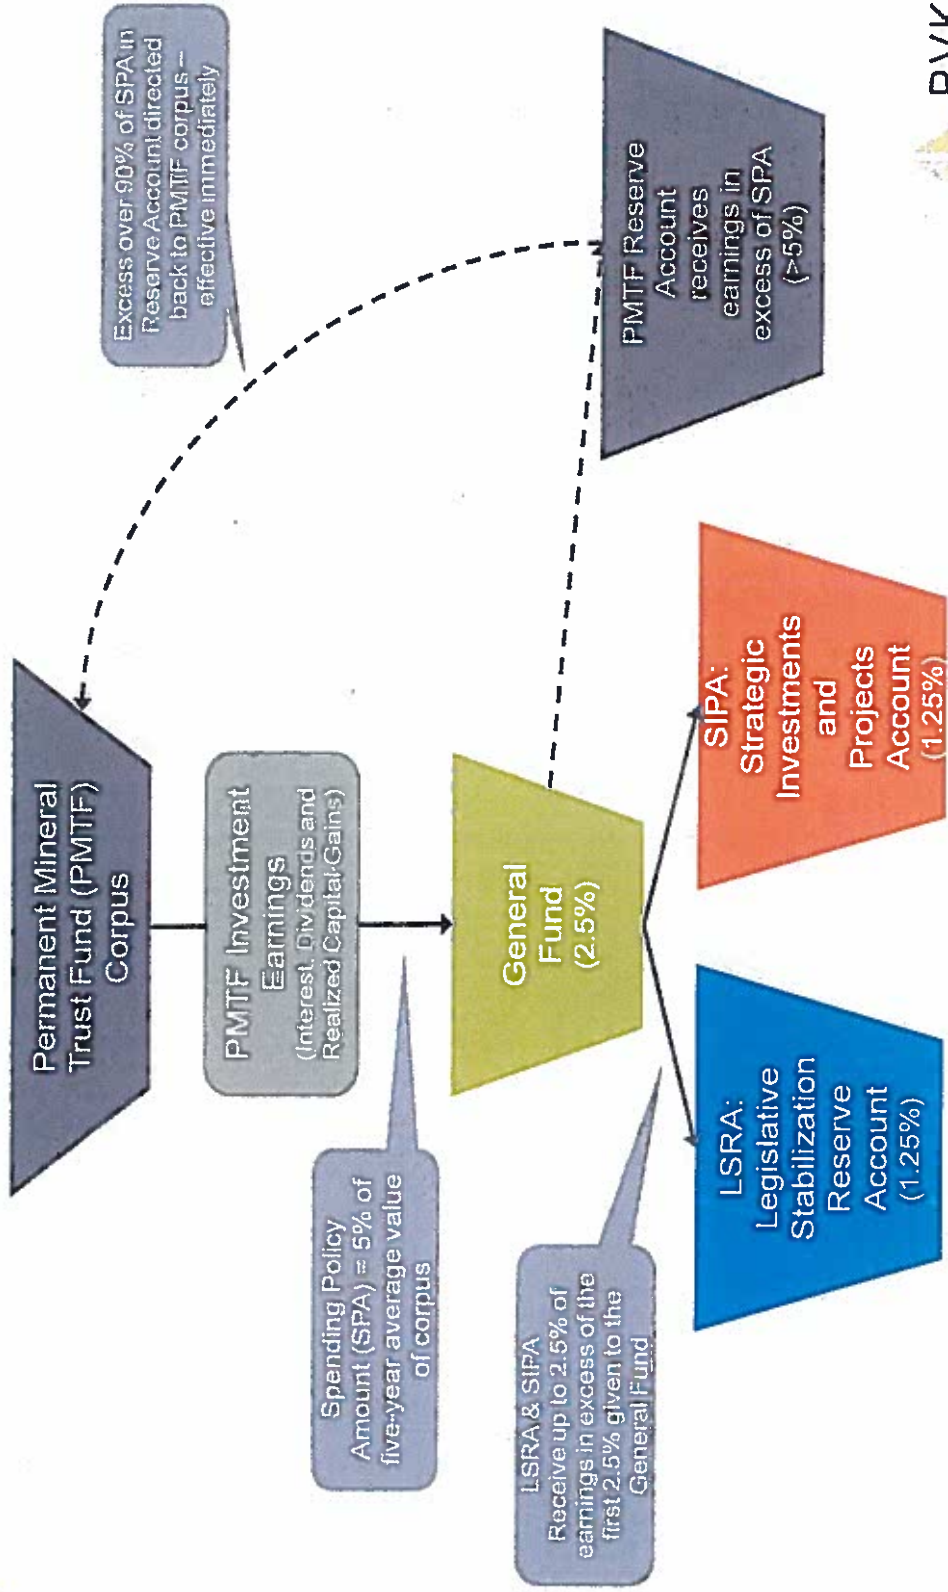 Permanent Mineral
Trust Fund (PMTF)
Corpus
Excess over 90% of SPA in
Reserve Account directed
back to PMTF corpus –
effective immediately
PMTF Investment
Earnings
(Interest, Dividends and
Realized Capital Gains)
Spending Policy
Amount (SPA) = 5% of
five-year average value
of corpus
General
Fund
(2.5%)
PMTF Reserve
Account
receives
earnings in
excess of SPA
(>5%)
LSRA & SIPA
Receive up to 2.5% of
earnings in excess of the
first 2.5% given to the
General Fund
LSRA:
Legislative
Stabilization
Reserve
Account
(1.25%)
SIPA:
Strategic
Investments
and
Projects
Account
(1.25%)
RVK